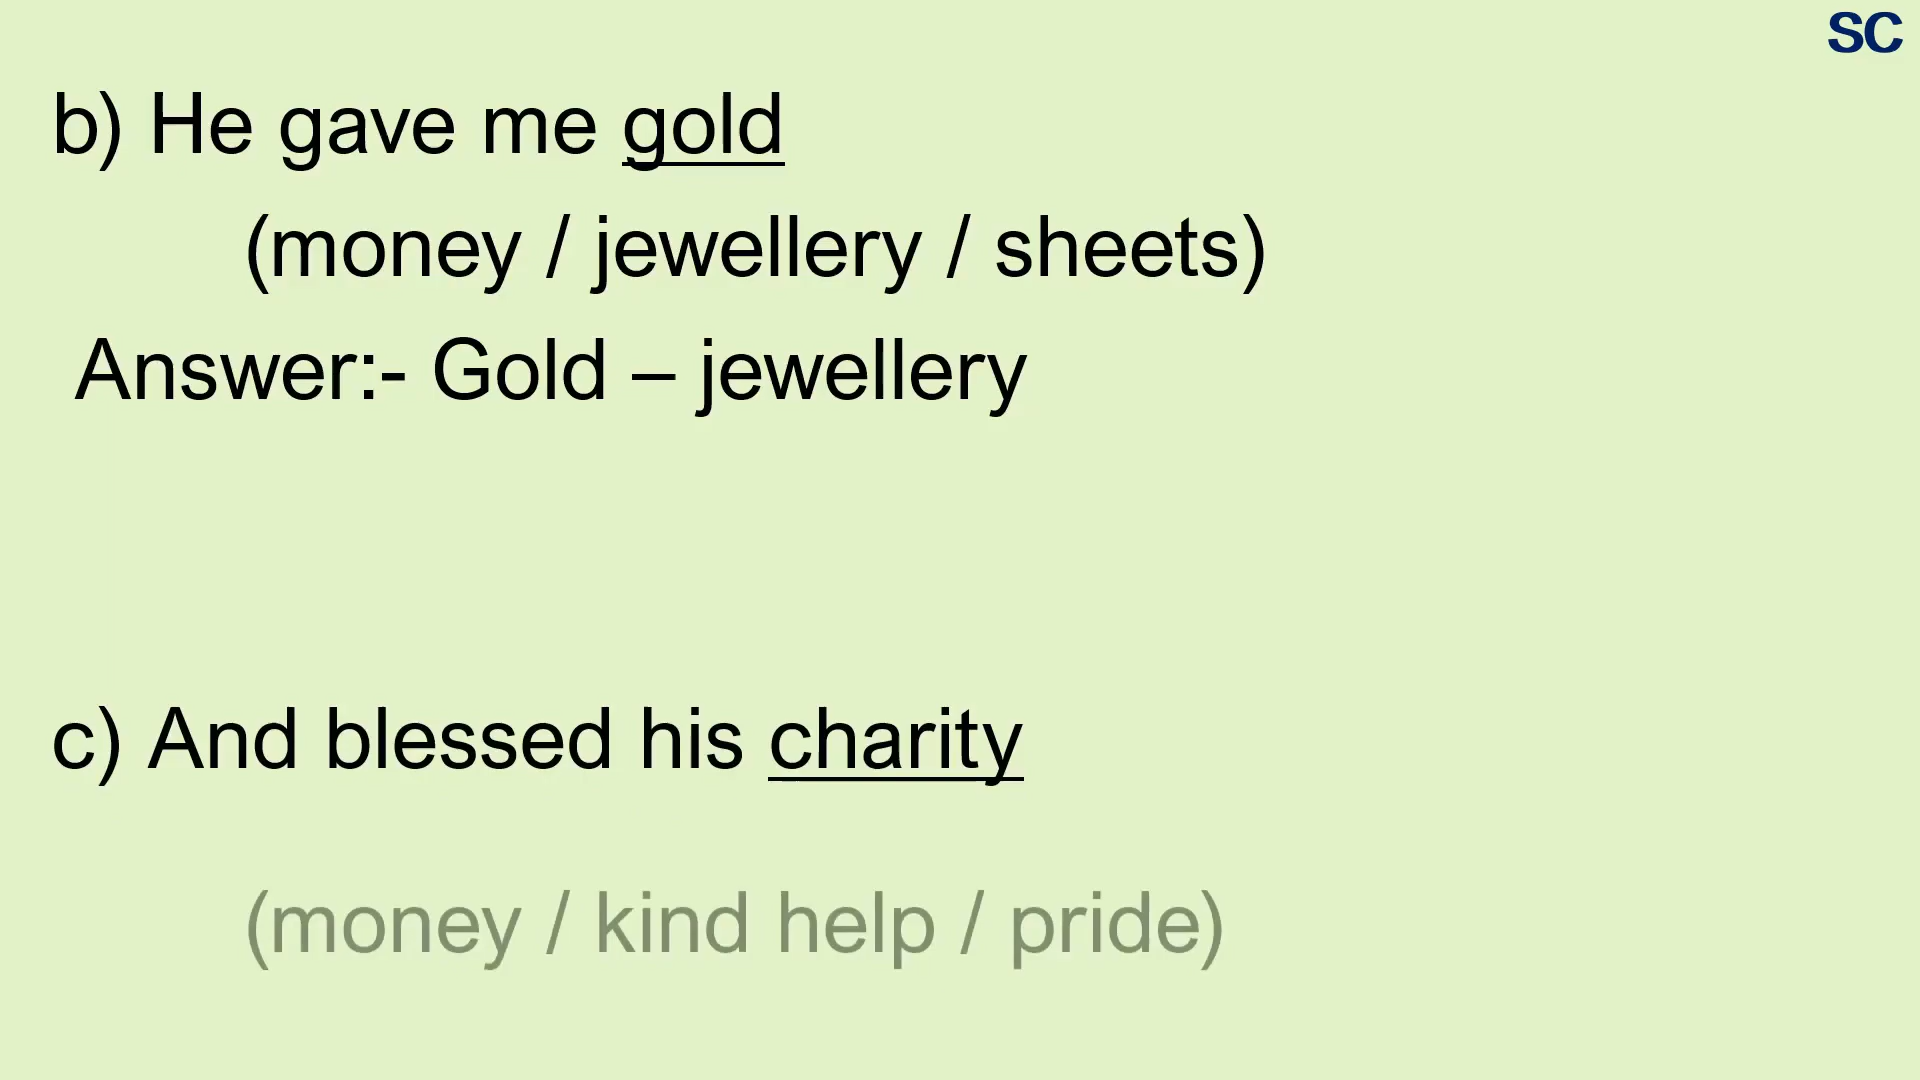 SC
b) He gave me gold
(money / jewellery / sheets)
Answer:- Gold – jewellery
c) And blessed his charity
(money / kind help / pride)